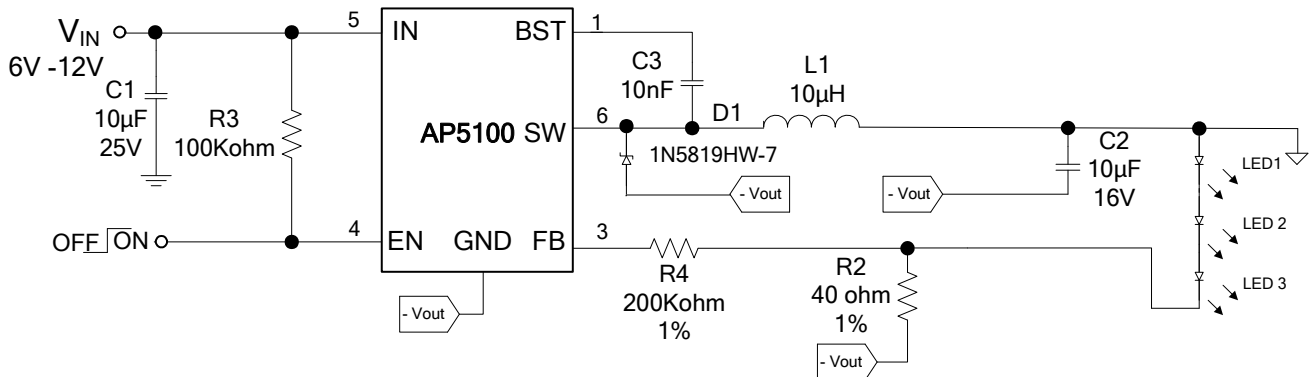 V_IN
6V -12V
C1
10µF
25V
R3
100Kohm
OFF ON
5
IN
BST
1
AP5100
SW
6
4
EN
GND
FB
3
C3
10nF
D1
1N5819HW-7
L1
10µH
- Vout
- Vout
C2
10µF
16V
LED1
LED 2
LED 3
R4
200Kohm
1%
R2
40 ohm
1%
- Vout
- Vout